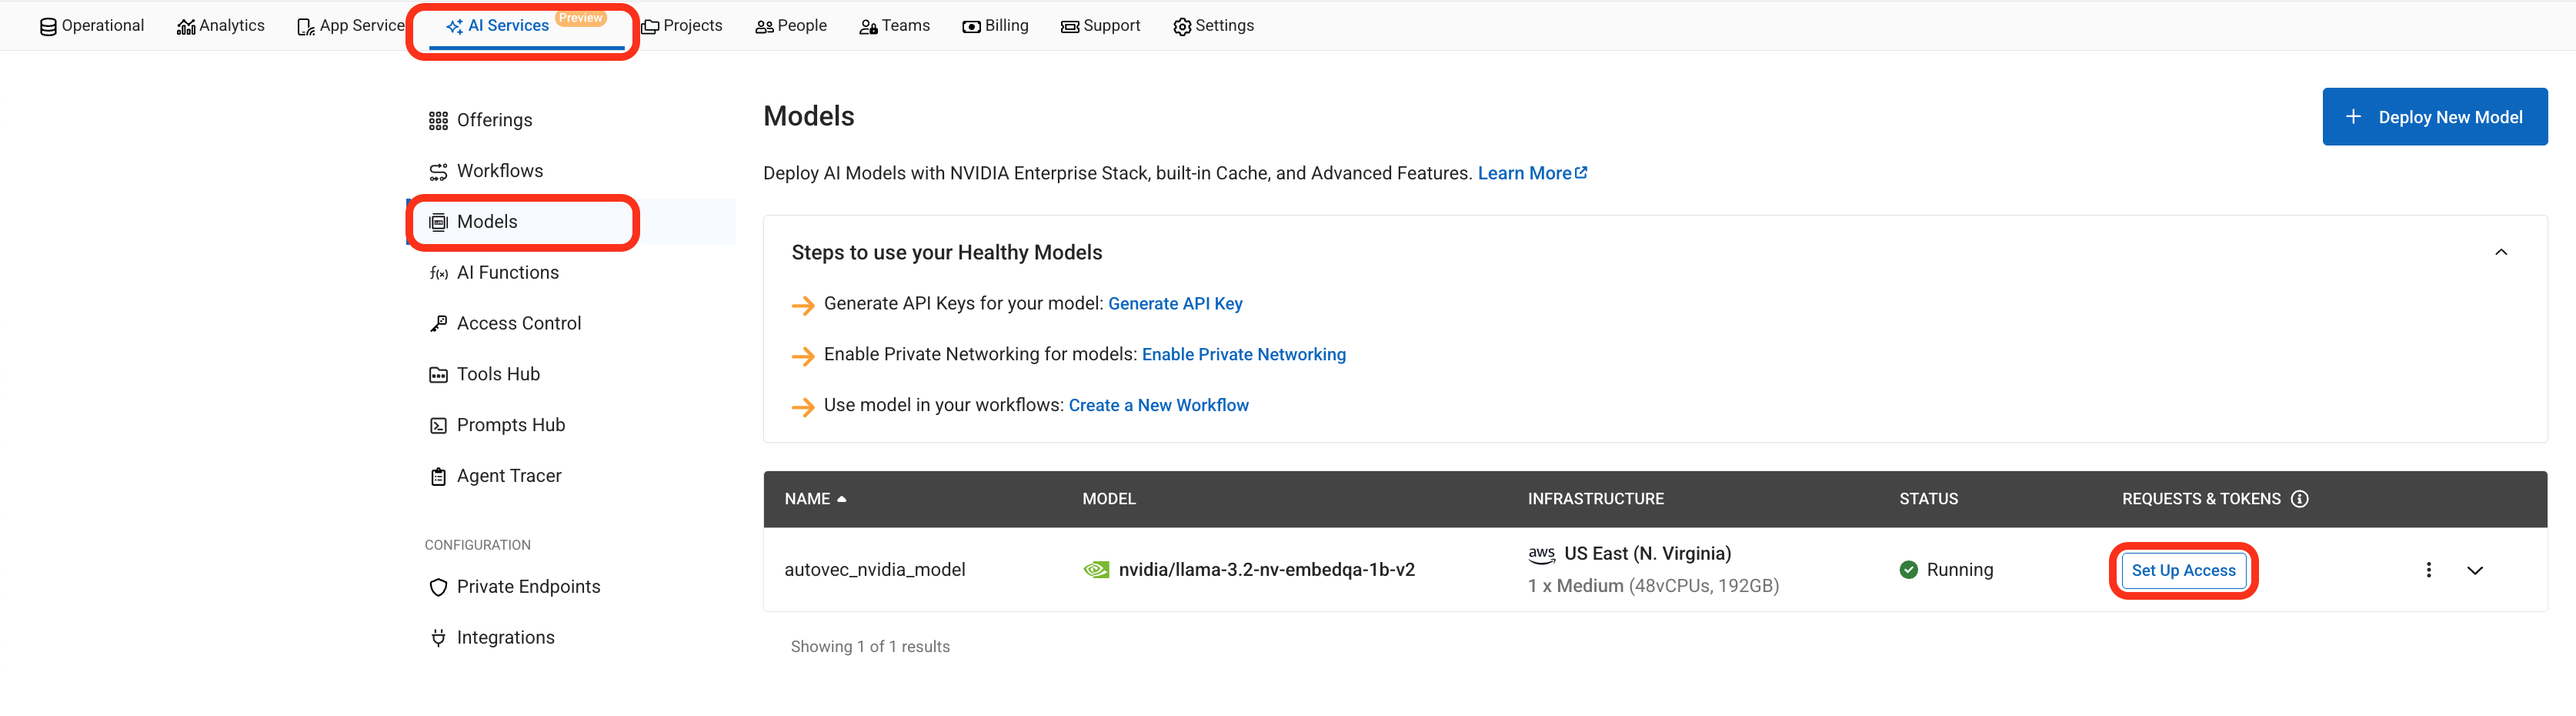 Operational Analytics App Service AI Services Preview Projects People Teams Billing Support Settings
Offerings
Workflows
Models
f(x) AI Functions
Access Control
Tools Hub
Prompts Hub
Agent Tracer
CONFIGURATION
Private Endpoints
Integrations
Models
+ Deploy New Model
Deploy AI Models with NVIDIA Enterprise Stack, built-in Cache, and Advanced Features. Learn More
Steps to use your Healthy Models
Generate API Keys for your model: Generate API Key
Enable Private Networking for models: Enable Private Networking
Use model in your workflows: Create a New Workflow
NAME MODEL INFRASTRUCTURE STATUS REQUESTS & TOKENS
autovec_nvidia_model nvidia/llama-3.2-nv-embedqa-1b-v2 aws US East (N. Virginia) Running Set Up Access
1 x Medium (48vCPUs, 192GB)
Showing 1 of 1 results